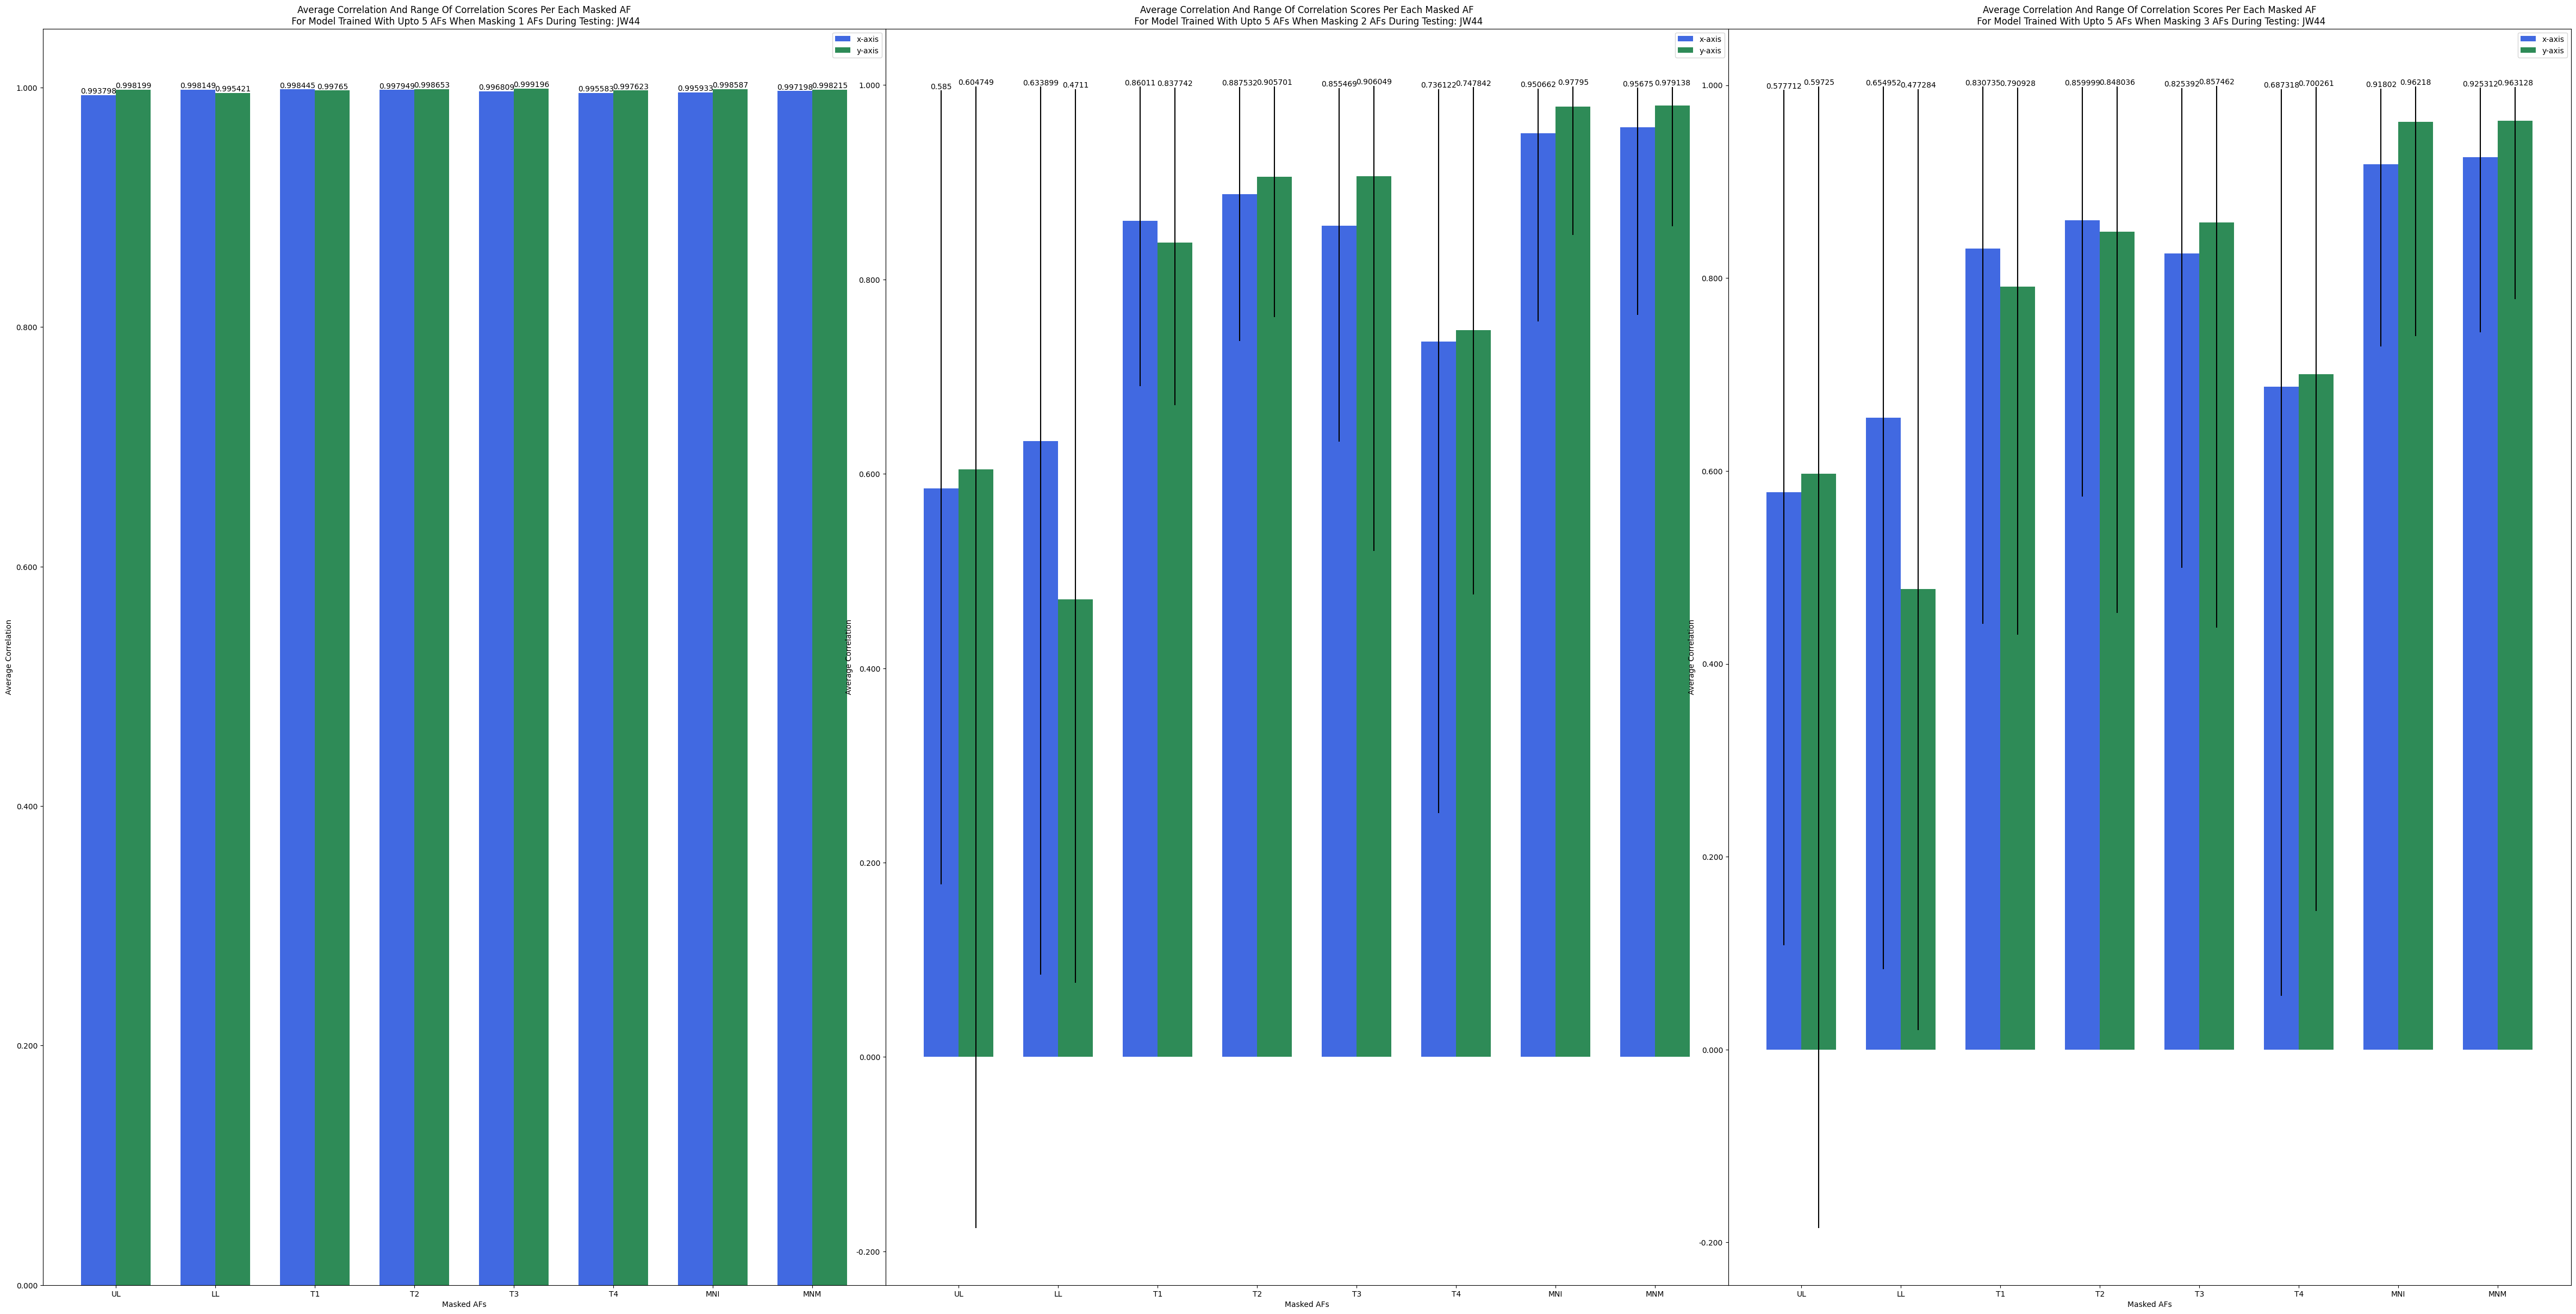 Average Correlation And Range Of Correlation Scores Per Each Masked AF
For Model Trained With Upto 5 AFs When Masking 1 AFs During Testing: JW44
x-axis
y-axis
0.993798 0.998199 0.998149 0.995421 0.998445 0.99765 0.997949 0.998653 0.996809 0.999196 0.995583 0.997623 0.995933 0.998587 0.997198 0.998215
1.000
0.800
0.600
0.400
0.200
0.000
Average Correlation
UL LL T1 T2 T3 T4 MNI MNM
Masked AFs
Average Correlation And Range Of Correlation Scores Per Each Masked AF
For Model Trained With Upto 5 AFs When Masking 2 AFs During Testing: JW44
x-axis
y-axis
0.585 0.604749 0.633899 0.4711 0.86011 0.837742 0.887532 0.905701 0.855469 0.906049 0.736122 0.747842 0.950662 0.97795 0.95675 0.979138
1.000
0.800
0.600
0.400
0.200
0.000
-0.200
Average Correlation
UL LL T1 T2 T3 T4 MNI MNM
Masked AFs
Average Correlation And Range Of Correlation Scores Per Each Masked AF
For Model Trained With Upto 5 AFs When Masking 3 AFs During Testing: JW44
x-axis
y-axis
0.577712 0.59725 0.654952 0.477284 0.830735 0.790928 0.859999 0.848036 0.825392 0.857462 0.687318 0.700261 0.91802 0.96218 0.925312 0.963128
1.000
0.800
0.600
0.400
0.200
0.000
-0.200
Average Correlation
UL LL T1 T2 T3 T4 MNI MNM
Masked AFs